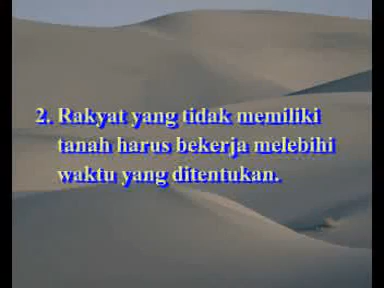 2. Rakyat yang tidak memiliki
tanah harus bekerja melebihi
waktu yang ditentukan.